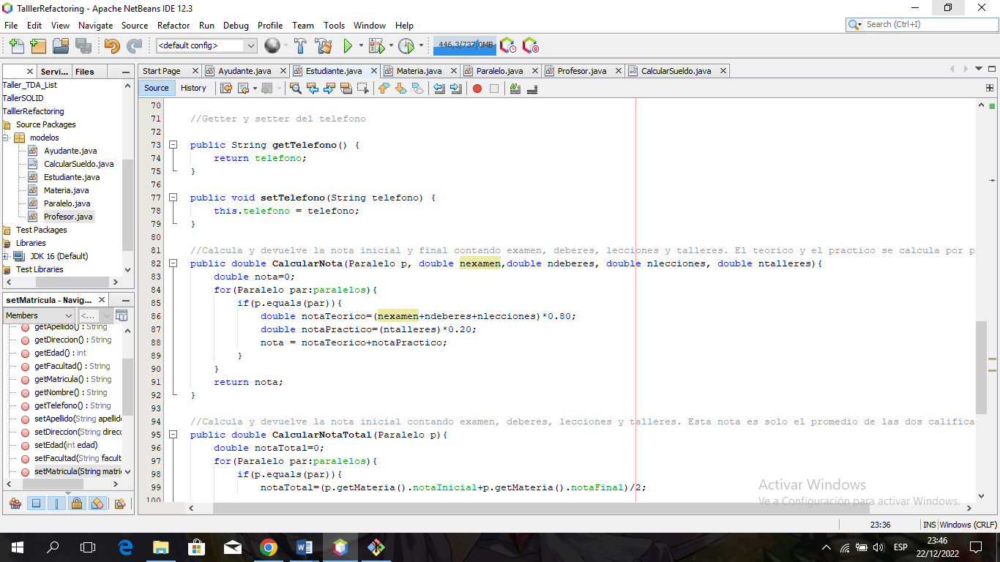 TalllerRefactoring - Apache NetBeans IDE 12.3
File Edit View Navigate Source Refactor Run Debug Profile Team Tools Window Help
Search (Ctrl+I)
<default config>
446,3/737,0MB
Servi... Files
Start Page Ayudante.java Estudiante.java Materia.java Paralelo.java Profesor.java CalcularSueldo.java
Source History
Taller_TDA_List
TallerSOLID
TalllerRefactoring
Source Packages
modelos
Ayudante.java
CalcularSueldo.java
Estudiante.java
Materia.java
Paralelo.java
Profesor.java
Test Packages
Libraries
JDK 16 (Default)
Test Libraries
setMatricula - Navig...
Members
<...
getApellido() : String
getDireccion() : String
getEdad() : int
getFacultad() : String
getMatricula() : String
getNombre() : String
getTelefono() : String
setApellido(String apellido
setDireccion(String direcc
setEdad(int edad)
setFacultad(String facult
setMatricula(String matri
70
71 //Getter y setter del telefono
72
73 public String getTelefono() {
74 return telefono;
75 }
76
77 public void setTelefono(String telefono) {
78 this.telefono = telefono;
79 }
80
81 //Calcula y devuelve la nota inicial y final contando examen, deberes, lecciones y talleres. El teorico y el practico se calcula por p
82 public double CalcularNota(Paralelo p, double nexamen,double ndeberes, double nlecciones, double ntalleres){
83 double nota=0;
84 for(Paralelo par:paralelos){
85 if(p.equals(par)){
86 double notaTeorico=(nexamen+ndeberes+nlecciones)*0.80;
87 double notaPractico=(ntalleres)*0.20;
88 nota = notaTeorico+notaPractico;
89 }
90 }
91 return nota;
92 }
93
94 //Calcula y devuelve la nota inicial contando examen, deberes, lecciones y talleres. Esta nota es solo el promedio de las dos califica
95 public double CalcularNotaTotal(Paralelo p){
96 double notaTotal=0;
97 for(Paralelo par:paralelos){
98 if(p.equals(par)){
99 notaTotal=(p.getMateria().notaInicial+p.getMateria().notaFinal)/2;
100
Activar Windows
Ve a Configuración para activar Windows.
23:36 INS Windows (CRLF)
ESP
23:46
22/12/2022